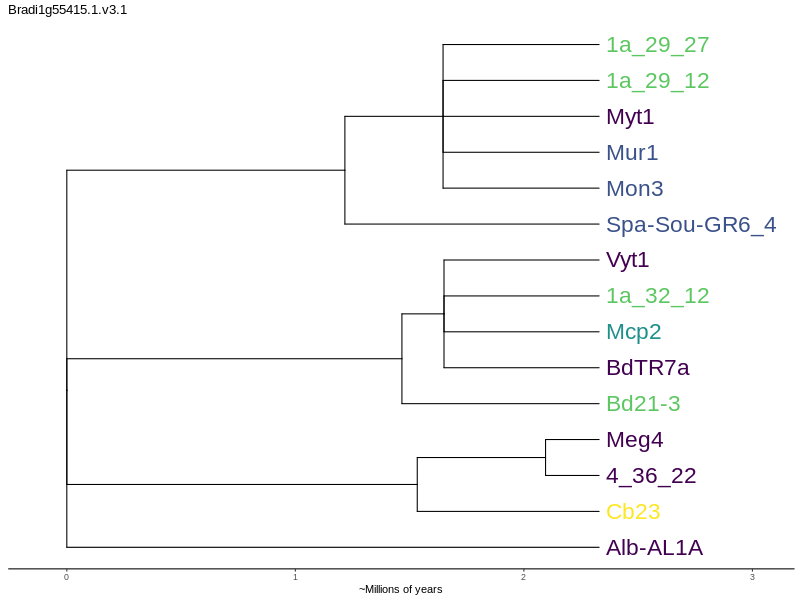 Bradi1g55415.1.v3.1
1a_29_27
1a_29_12
Myt1
Mur1
Mon3
Spa-Sou-GR6_4
Vyt1
1a_32_12
Mcp2
BdTR7a
Bd21-3
Meg4
4_36_22
Cb23
Alb-AL1A
0 1 2 3
~Millions of years